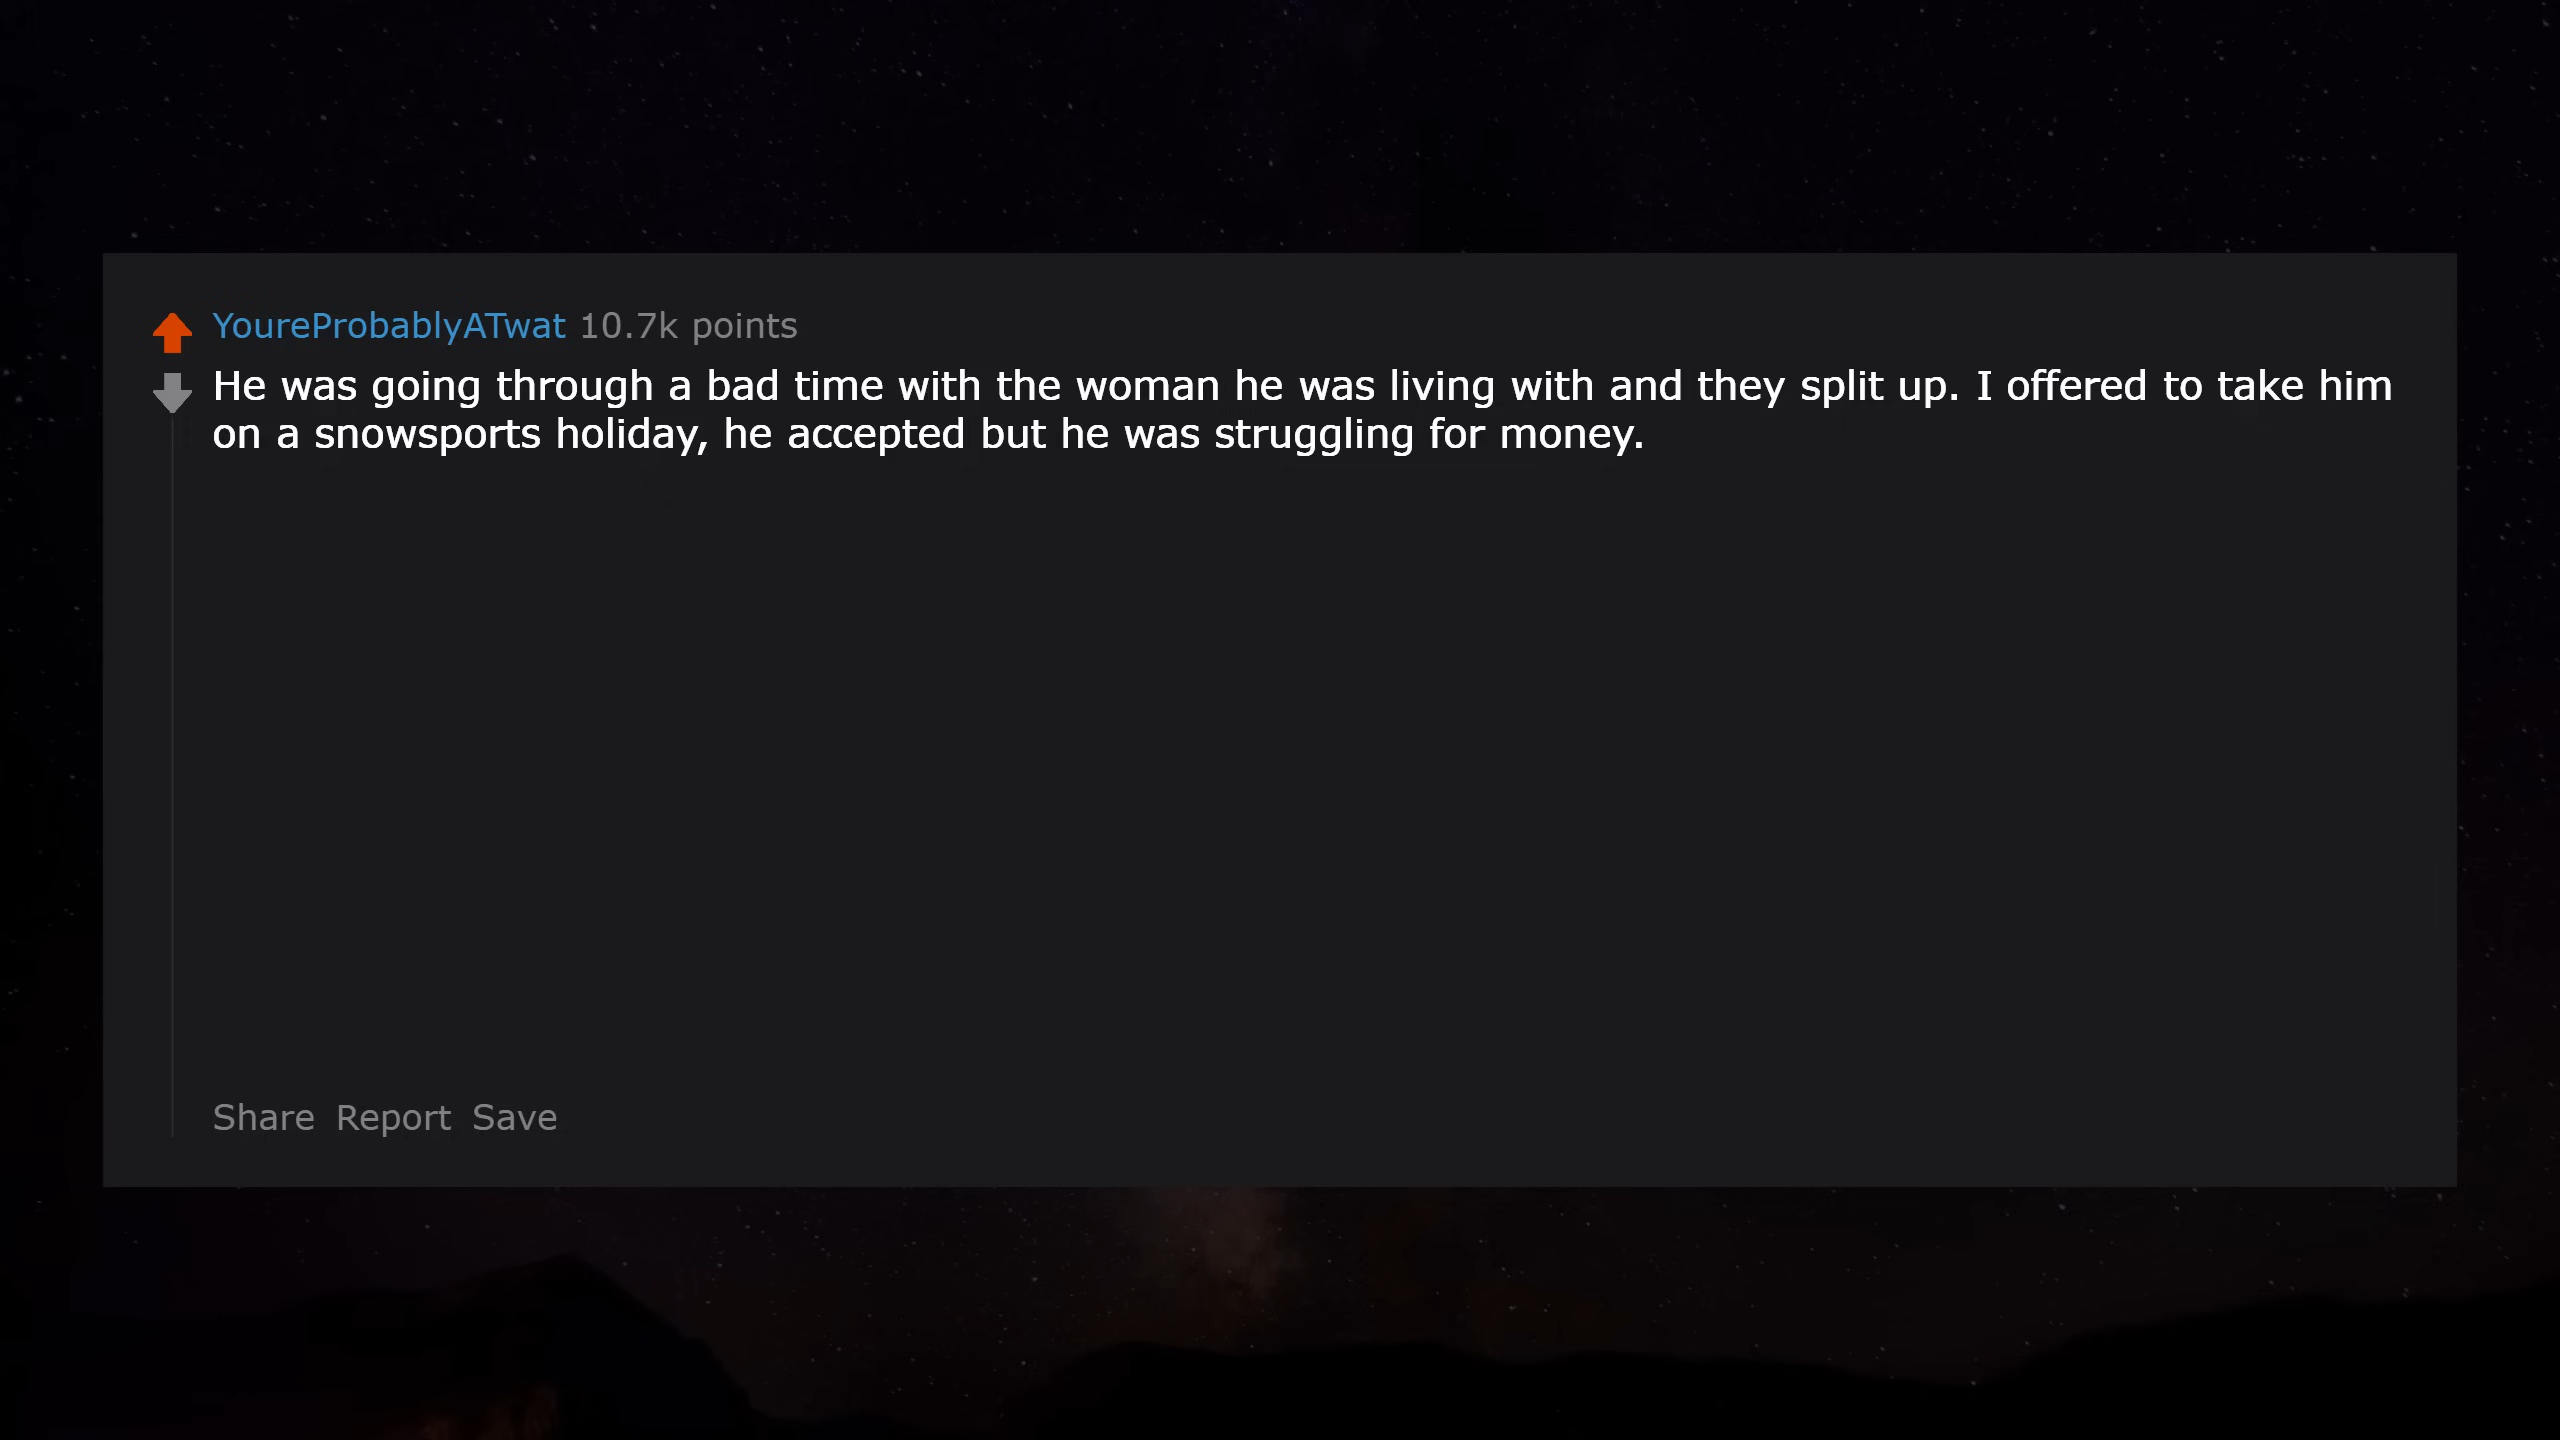 YoureProbablyATwat 10.7k points
He was going through a bad time with the woman he was living with and they split up. I offered to take him
on a snowsports holiday, he accepted but he was struggling for money.
Share Report Save